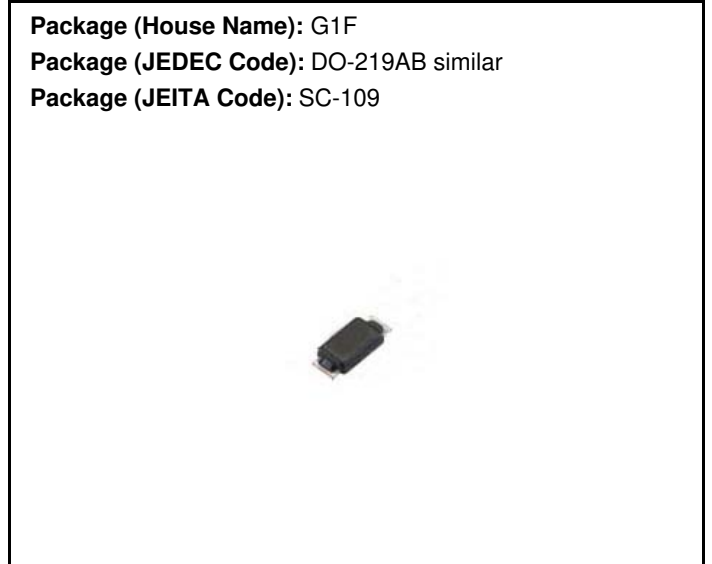 Package (House Name): G1F
Package (JEDEC Code): DO-219AB similar
Package (JEITA Code): SC-109